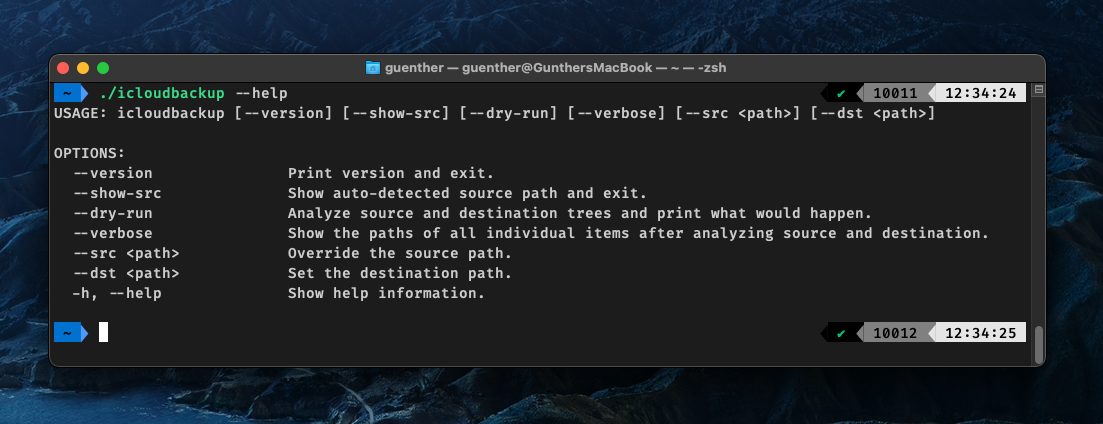 guenther — guenther@GunthersMacBook — ~ — -zsh
~ ./icloudbackup --help ✔ 10011 12:34:24
USAGE: icloudbackup [--version] [--show-src] [--dry-run] [--verbose] [--src <path>] [--dst <path>]
OPTIONS:
--version Print version and exit.
--show-src Show auto-detected source path and exit.
--dry-run Analyze source and destination trees and print what would happen.
--verbose Show the paths of all individual items after analyzing source and destination.
--src <path> Override the source path.
--dst <path> Set the destination path.
-h, --help Show help information.
~ ✔ 10012 12:34:25